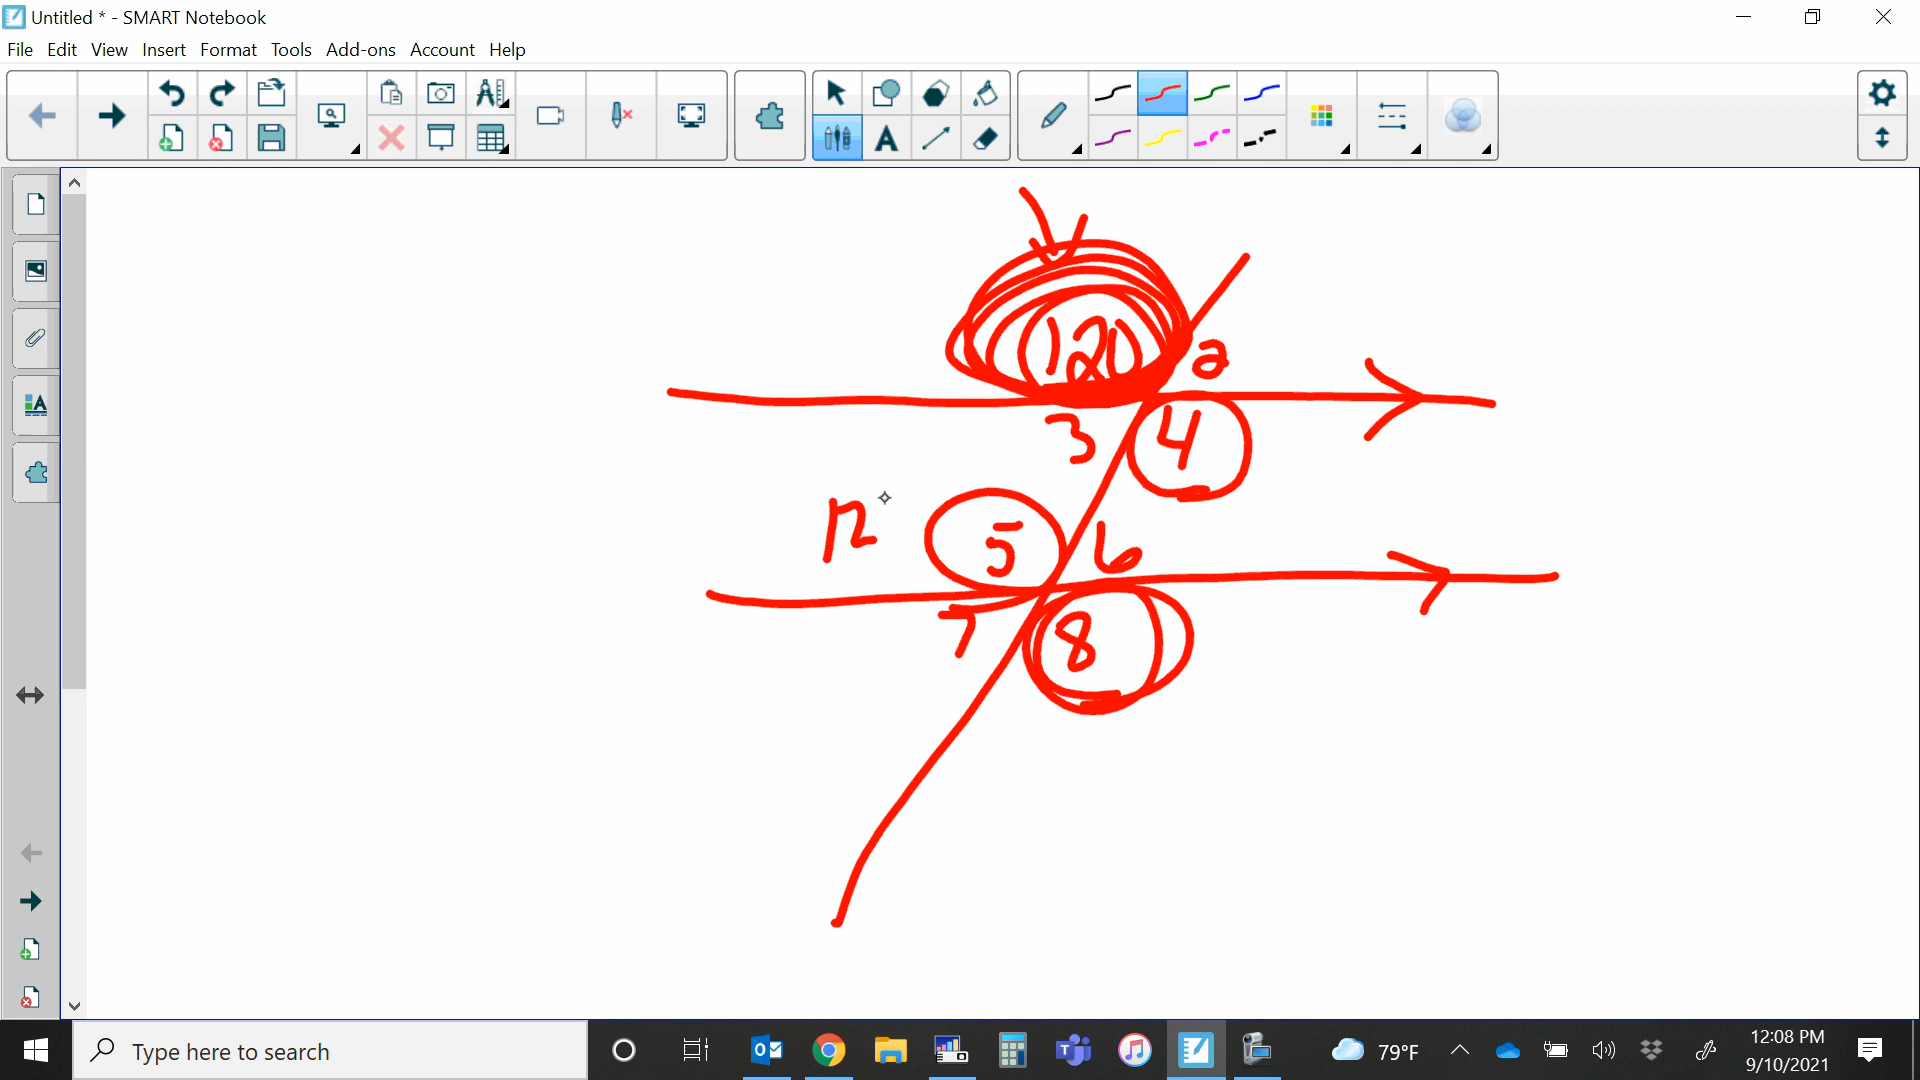 Untitled * - SMART Notebook
File Edit View Insert Format Tools Add-ons Account Help
120
2
3
4
12
5
6
7
8
Type here to search
79°F
12:08 PM
9/10/2021